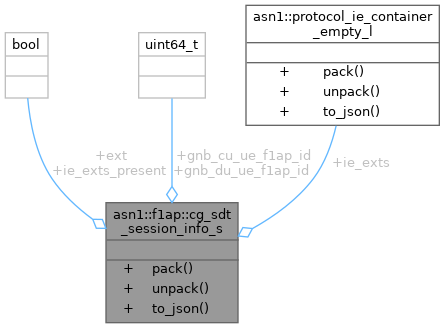 asn1::protocol_ie_container
_empty_l
+ pack()
+ unpack()
+ to_json()
bool
uint64_t
+ext
+ie_exts_present
+gnb_cu_ue_f1ap_id
+gnb_du_ue_f1ap_id
+ie_exts
asn1::f1ap::cg_sdt
_session_info_s
+ pack()
+ unpack()
+ to_json()